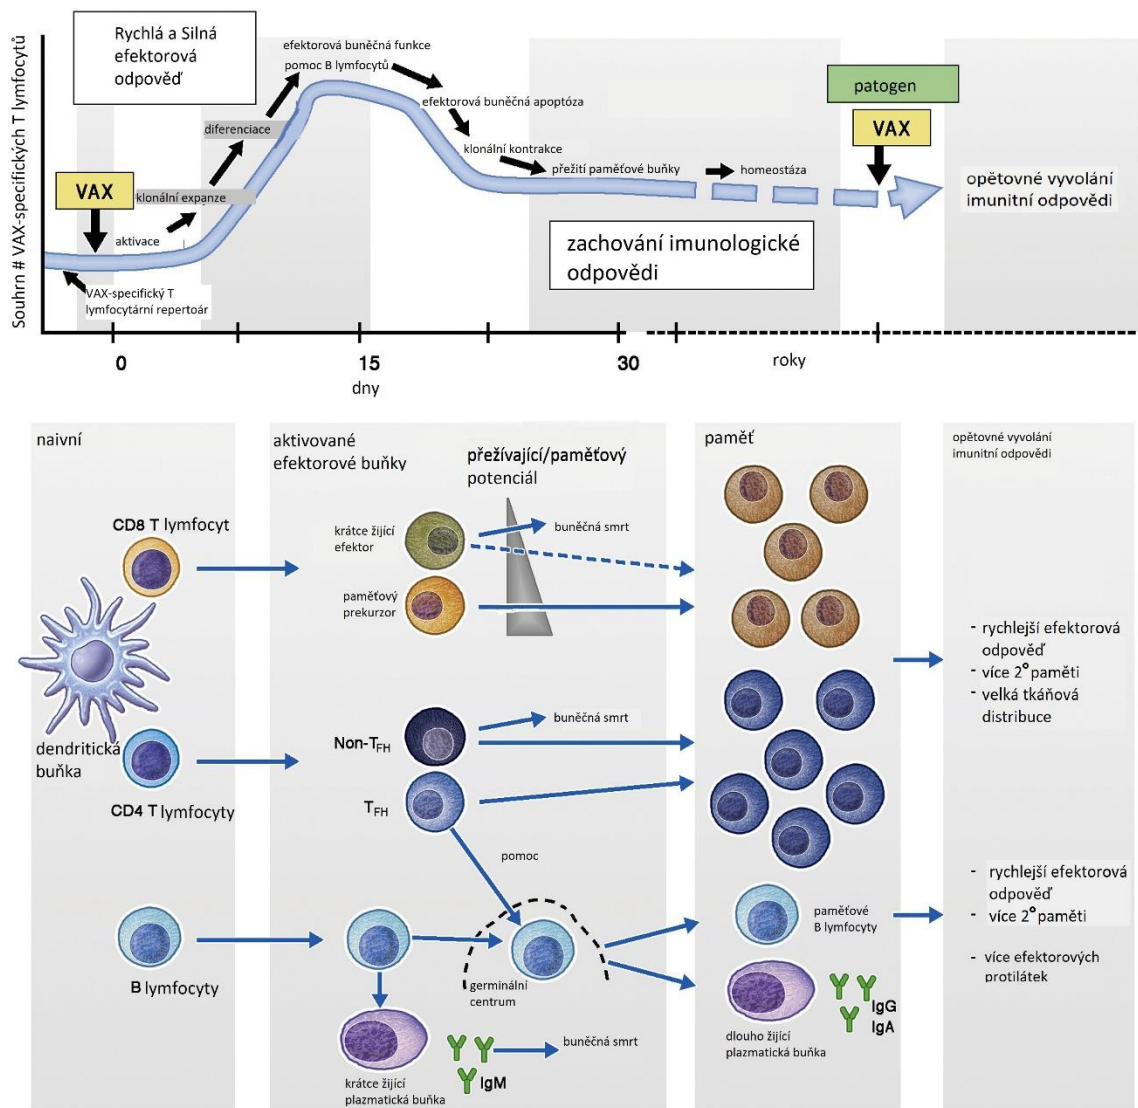 Souhrn # VAX-specifických T lymfocytů
Rychlá a Silná
efektorová
odpověď
VAX
aktivace
klonální expanze
diferenciace
efektorová buněčná funkce
pomoc B lymfocytů
efektorová buněčná apoptóza
klonální kontrakce
přežití paměťové buňky
homeostáza
patogen
VAX
opětovné vyvolání
imunitní odpovědi
zachování imunologické
odpovědi
VAX-specifický T
lymfocytární repertoár
0
15
30
dny
roky
naivní
aktivované
efektorové buňky
přežívající/paměťový
potenciál
paměť
opětovné vyvolání
imunitní odpovědi
CD8 T lymfocyt
krátce žijící
efektor
buněčná smrt
paměťový
prekurzor
dendritická
buňka
CD4 T lymfocyty
Non-TFH
buněčná smrt
TFH
pomoc
- rychlejší efektorová
odpověď
- více 2° paměti
- velká tkáňová
distribuce
B lymfocyty
germinální
centrum
paměťové
B lymfocyty
- rychlejší efektorová
odpověď
- více 2° paměti
- více efektorových
protilátek
krátce žijící
plazmatická buňka
IgM
buněčná smrt
dlouho žijící
plazmatická buňka
IgG
IgA